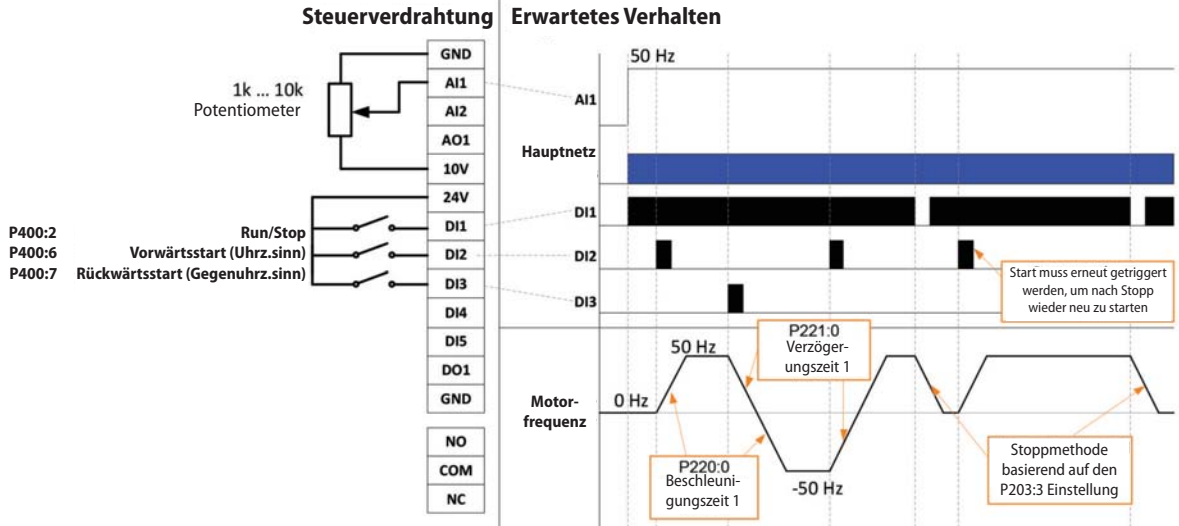 Steuerverdrahtung
Erwartetes Verhalten
GND
AI1
AI2
AO1
10V
24V
DI1
DI2
DI3
DI4
DI5
DO1
GND
NO
COM
NC
1k ... 10k
Potentiometer
P400:2 Run/Stop
P400:6 Vorwärtsstart (Uhrz.sinn)
P400:7 Rückwärtsstart (Gegenuhrz.sinn)
50 Hz
AI1
Hauptnetz
DI1
DI2
DI3
Start muss erneut getriggert
werden, um nach Stopp
wieder neu zu starten
Motor-
frequenz
0 Hz
50 Hz
-50 Hz
P221:0
Verzöger-
ungszeit 1
P220:0
Beschleuni-
gungszeit 1
Stoppmethode
basierend auf den
P203:3 Einstellung